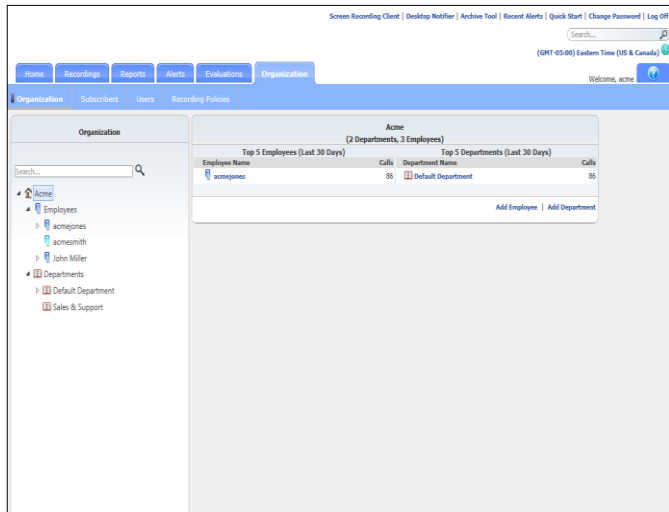 Screen Recording Client | Desktop Notifier | Archive Tool | Recent Alerts | Quick Start | Change Password | Log Off
Search...
(GMT-05:00) Eastern Time (US & Canada)
Home Recordings Reports Alerts Evaluations Organization
Welcome, acme
Organization Subscribers Users Recording Policies
Organization
Search...
Acme
Employees
acmejones
acmesmith
John Miller
Departments
Default Department
Sales & Support
Acme
(2 Departments, 3 Employees)
Top 5 Employees (Last 30 Days) Top 5 Departments (Last 30 Days)
Employee Name Calls Department Name Calls
acmejones 86 Default Department 86
Add Employee | Add Department